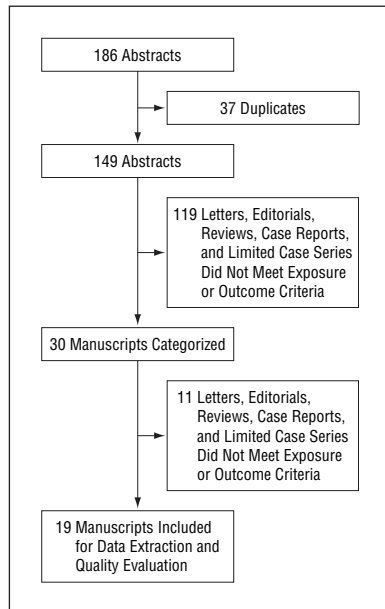 186 Abstracts
37 Duplicates
149 Abstracts
119 Letters, Editorials,
Reviews, Case Reports,
and Limited Case Series
Did Not Meet Exposure
or Outcome Criteria
30 Manuscripts Categorized
11 Letters, Editorials,
Reviews, Case Reports,
and Limited Case Series
Did Not Meet Exposure
or Outcome Criteria
19 Manuscripts Included
for Data Extraction and
Quality Evaluation